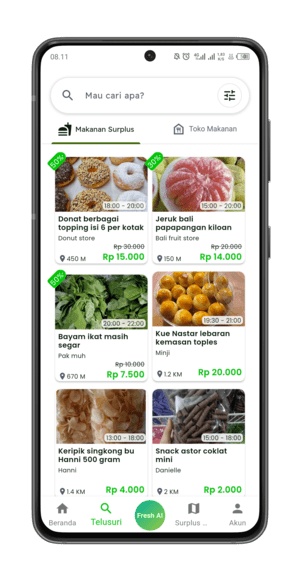 08.11
Mau cari apa?
Makanan Surplus
Toko Makanan
50%
18:00 - 20:00
Donat berbagai
topping isi 6 per kotak
Donut store
Rp 30.000
450 M
Rp 15.000
30%
15:00 - 20:00
Jeruk bali
papapangan kiloan
Bali fruit store
Rp 20.000
150 M
Rp 14.000
50%
20:00 - 22:00
Bayam ikat masih
segar
Pak muh
Rp 10.000
670 M
Rp 7.500
19:30 - 21:00
Kue Nastar lebaran
kemasan toples
Minji
1.2 KM
Rp 20.000
13:00 - 18:00
Keripik singkong bu
Hanni 500 gram
Hanni
1.4 KM
Rp 4.000
15:00 - 18:00
Snack astor coklat
mini
Danielle
2 KM
Rp 2.000
Beranda
Telusuri
Fresh AI
Surplus ...
Akun